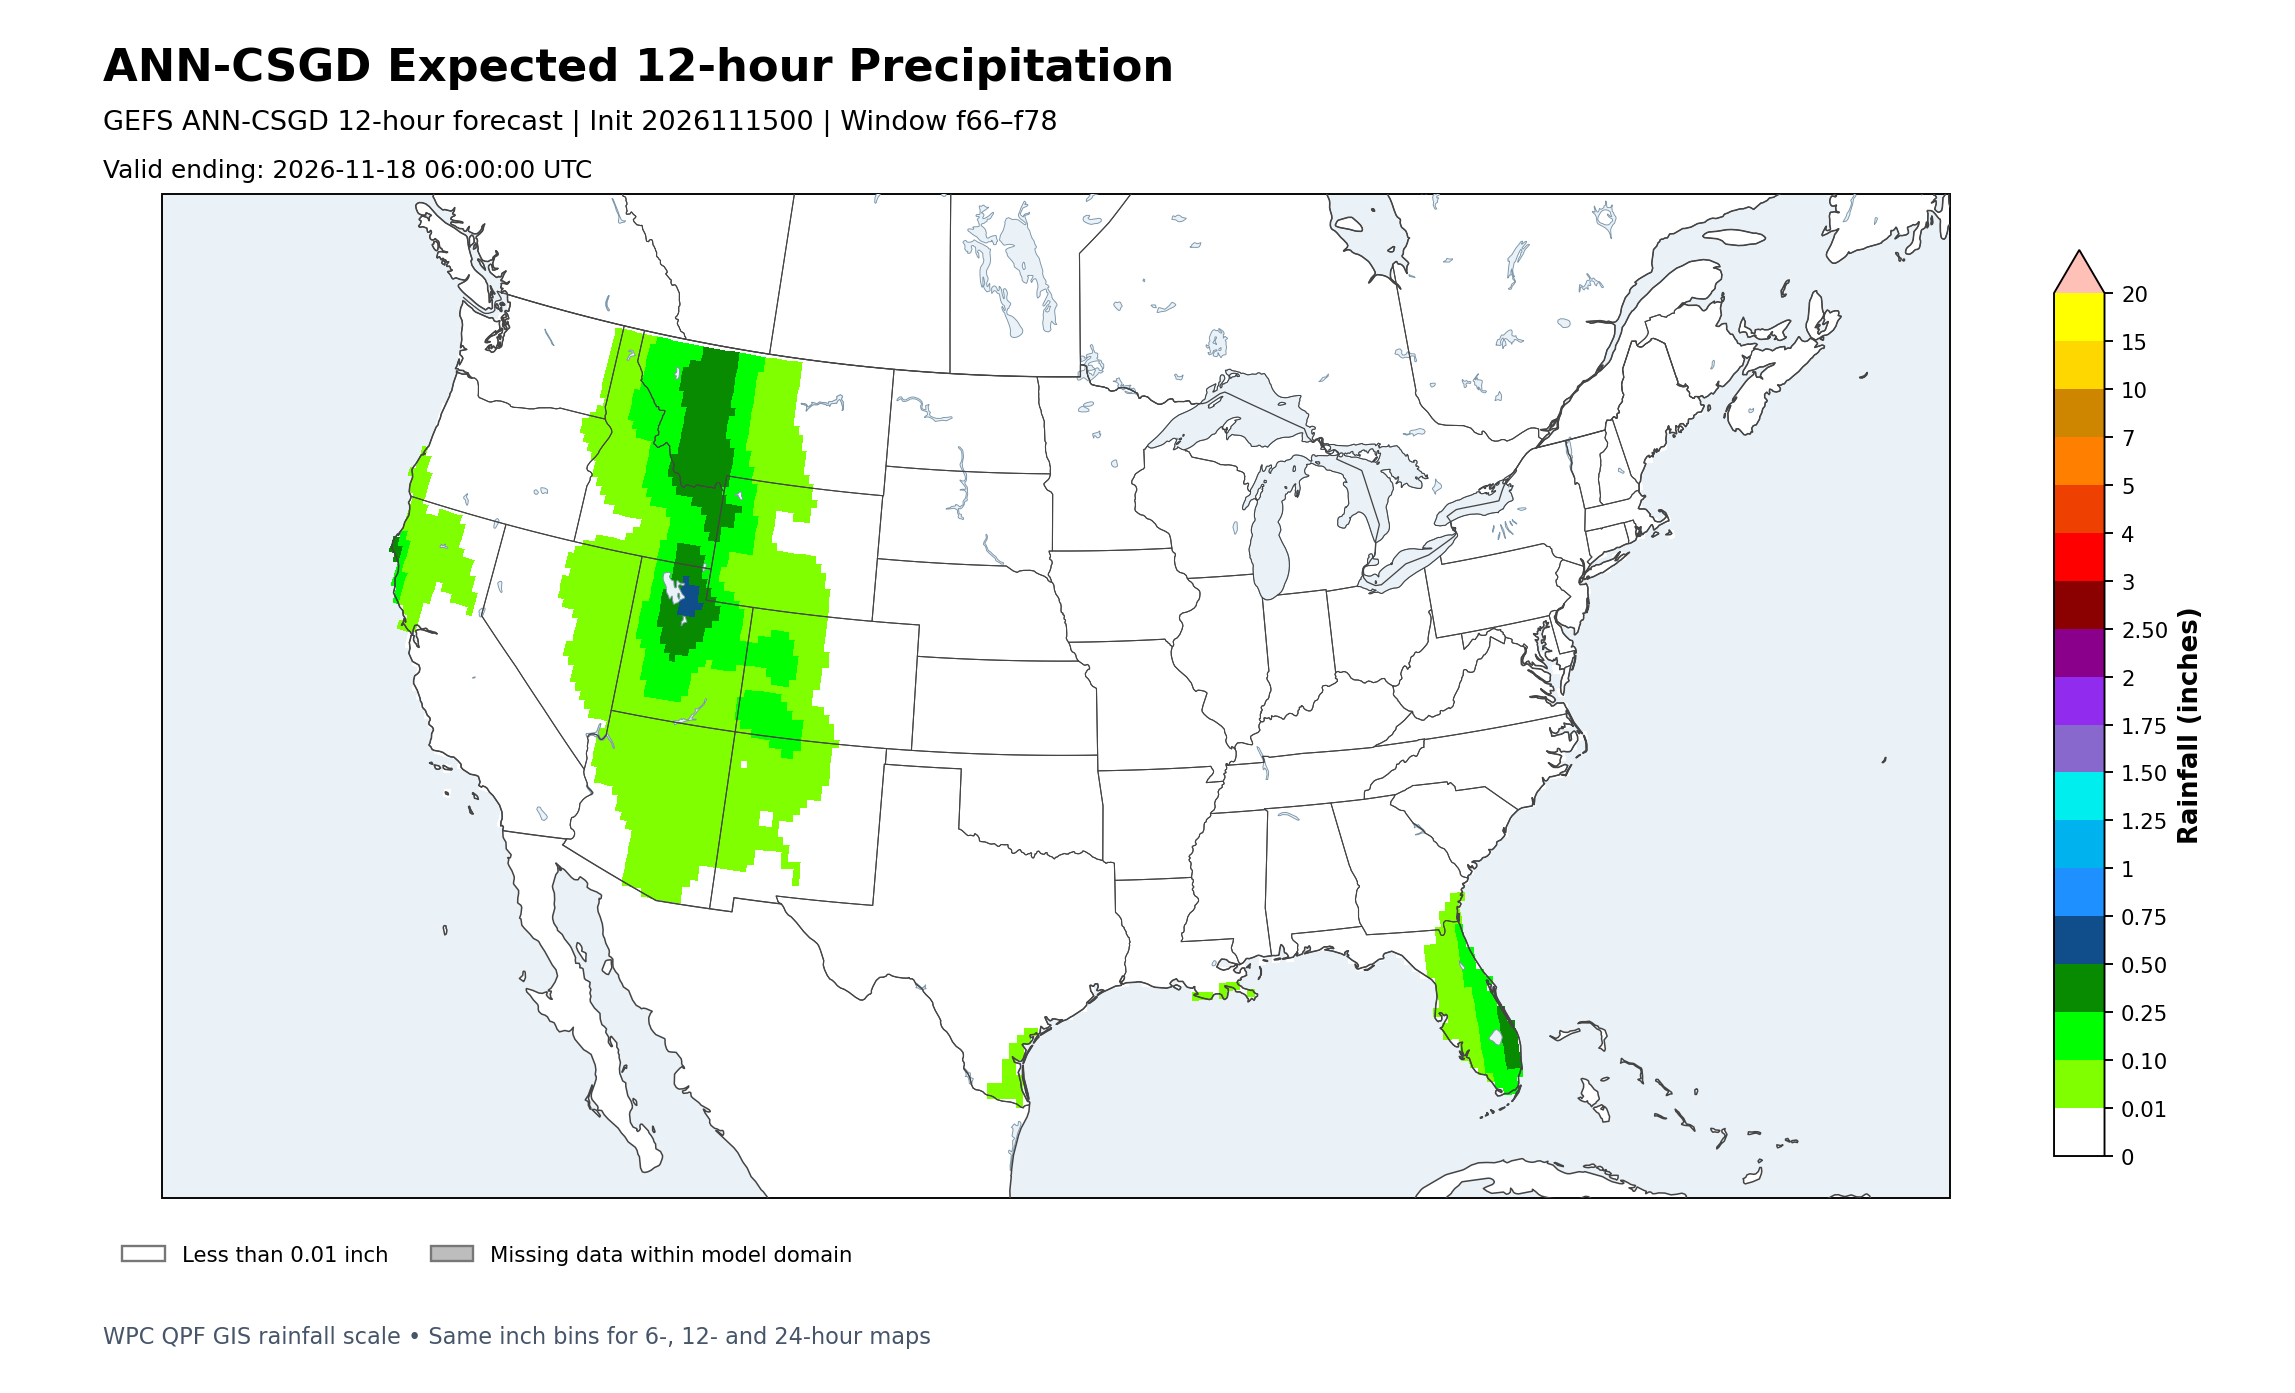 ANN-CSGD Expected 12-hour Precipitation
GEFS ANN-CSGD 12-hour forecast | Init 2026111500 | Window f66–f78
Valid ending: 2026-11-18 06:00:00 UTC
20
15
10
7
5
4
3
2.50
2
1.75
1.50
1.25
1
0.75
0.50
0.25
0.10
0.01
0
Rainfall (inches)
Less than 0.01 inch
Missing data within model domain
WPC QPF GIS rainfall scale • Same inch bins for 6-, 12- and 24-hour maps